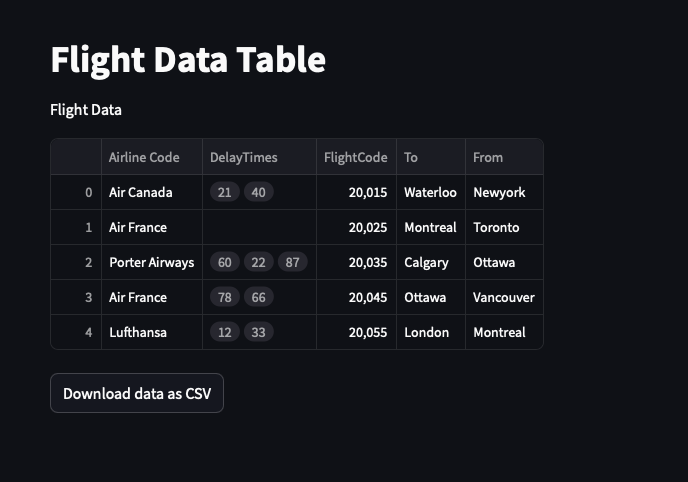 Flight Data Table
Flight Data
Airline Code DelayTimes FlightCode To From
0 Air Canada 21 40 20,015 Waterloo Newyork
1 Air France 20,025 Montreal Toronto
2 Porter Airways 60 22 87 20,035 Calgary Ottawa
3 Air France 78 66 20,045 Ottawa Vancouver
4 Lufthansa 12 33 20,055 London Montreal
Download data as CSV